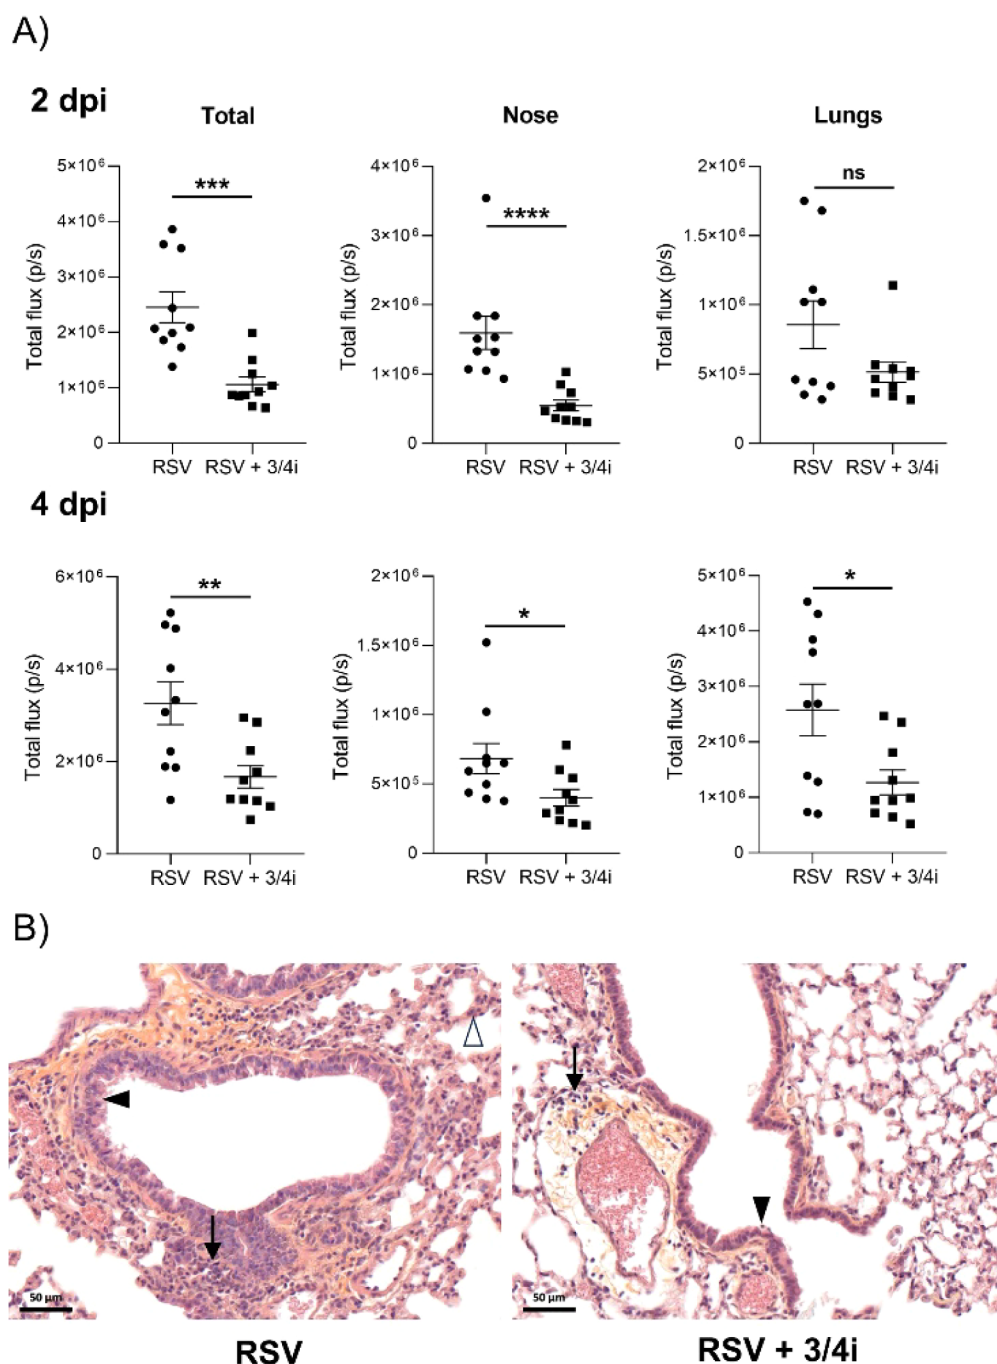 A)
2 dpi
Total
Nose
Lungs
Total flux (p/s)
5×10⁶
4×10⁶
3×10⁶
2×10⁶
1×10⁶
0
***
RSV
RSV + 3/4i
Total flux (p/s)
4×10⁶
3×10⁶
2×10⁶
1×10⁶
0
****
RSV
RSV + 3/4i
Total flux (p/s)
2×10⁶
1.5×10⁶
1×10⁶
5×10⁵
0
ns
RSV
RSV + 3/4i
4 dpi
Total flux (p/s)
6×10⁶
4×10⁶
2×10⁶
0
**
RSV
RSV + 3/4i
Total flux (p/s)
2×10⁶
1.5×10⁶
1×10⁶
5×10⁵
0
*
RSV
RSV + 3/4i
Total flux (p/s)
5×10⁶
4×10⁶
3×10⁶
2×10⁶
1×10⁶
0
*
RSV
RSV + 3/4i
B)
50 µm
50 µm
RSV
RSV + 3/4i